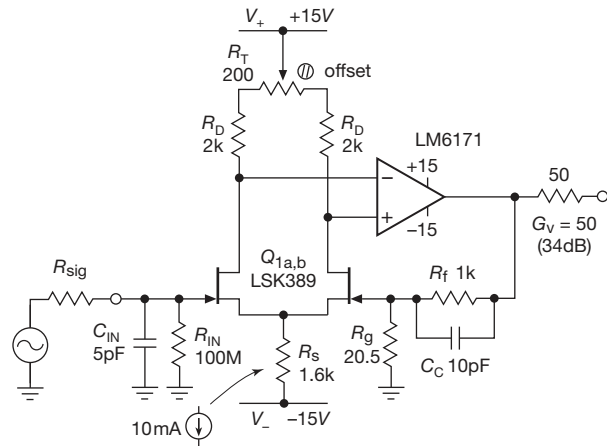 V+ +15V
RT
200
offset
RD
2k
RD
2k
LM6171
+15
−
+
−15
50
Gv = 50
(34dB)
Q1a,b
LSK389
Rsig
CIN
5pF
RIN
100M
Rs
1.6k
Rg
20.5
Rf 1k
CC 10pF
10mA
V− −15V